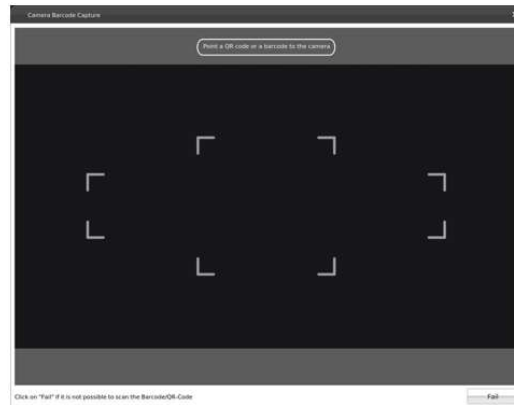 Camera Barcode Capture
Point a QR code or a barcode to the camera
Click on "Fail" if it is not possible to scan the Barcode/QR-Code
Fail